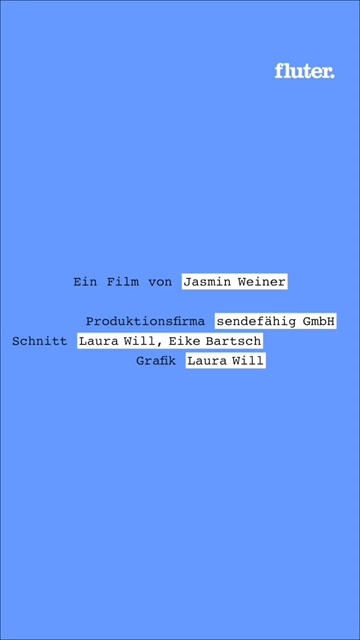 fluter.
Ein Film von Jasmin Weiner
Produktionsfirma sendefähig GmbH
Schnitt Laura Will, Eike Bartsch
Grafik Laura Will